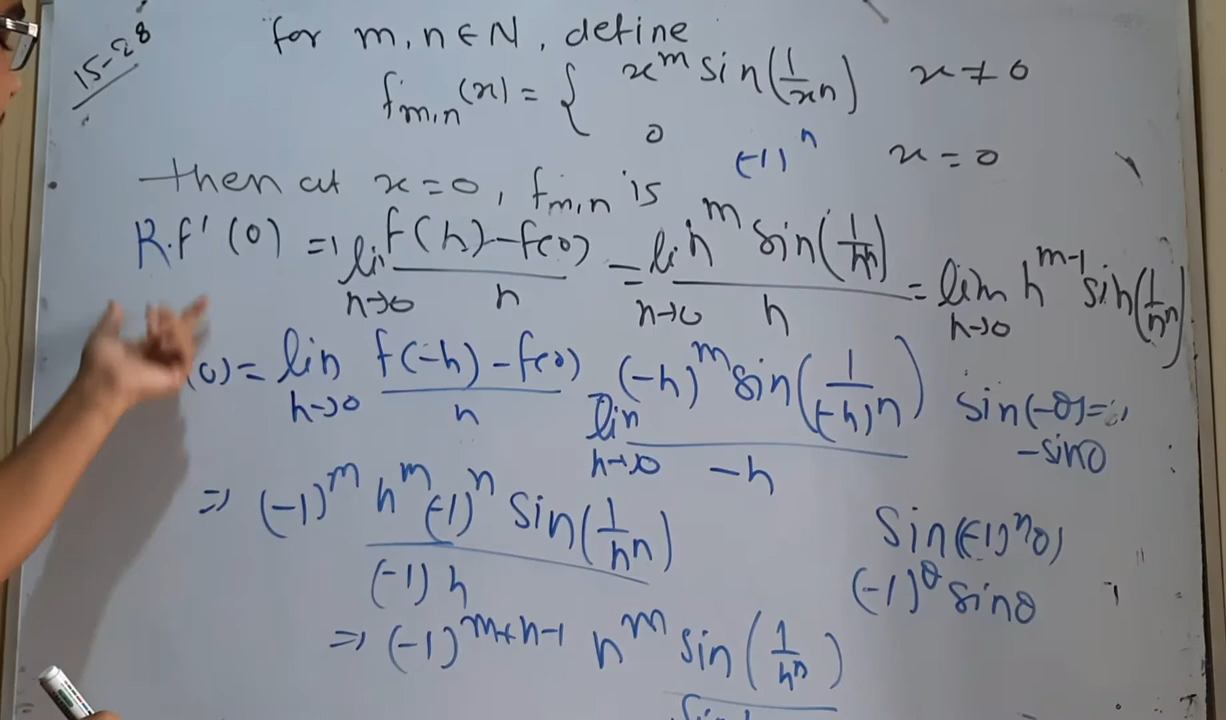 15-28
for m, n ∈ N, define
f_{m,n}(x) = { x^m sin(1/x^n) x ≠ 0
0 x = 0
(-1)^n
then at x = 0, f_{m,n} is
R.f'(0) = lim_{h→0} (f(h) - f(0))/h = lim_{h→0} (h^m sin(1/h^n))/h = lim_{h→0} h^{m-1} sin(1/h^n)
(0) = lim_{h→0} (f(-h) - f(0))/h lim_{h→0} ((-h)^m sin(1/(-h)^n))/-h
sin(-θ) =
-sinθ
⇒ ((-1)^m h^m (-1)^n sin(1/h^n))/((-1) h)
sin((-1)^n θ)
(-1)^θ sinθ
⇒ (-1)^{m+n-1} h^m sin(1/h^n)